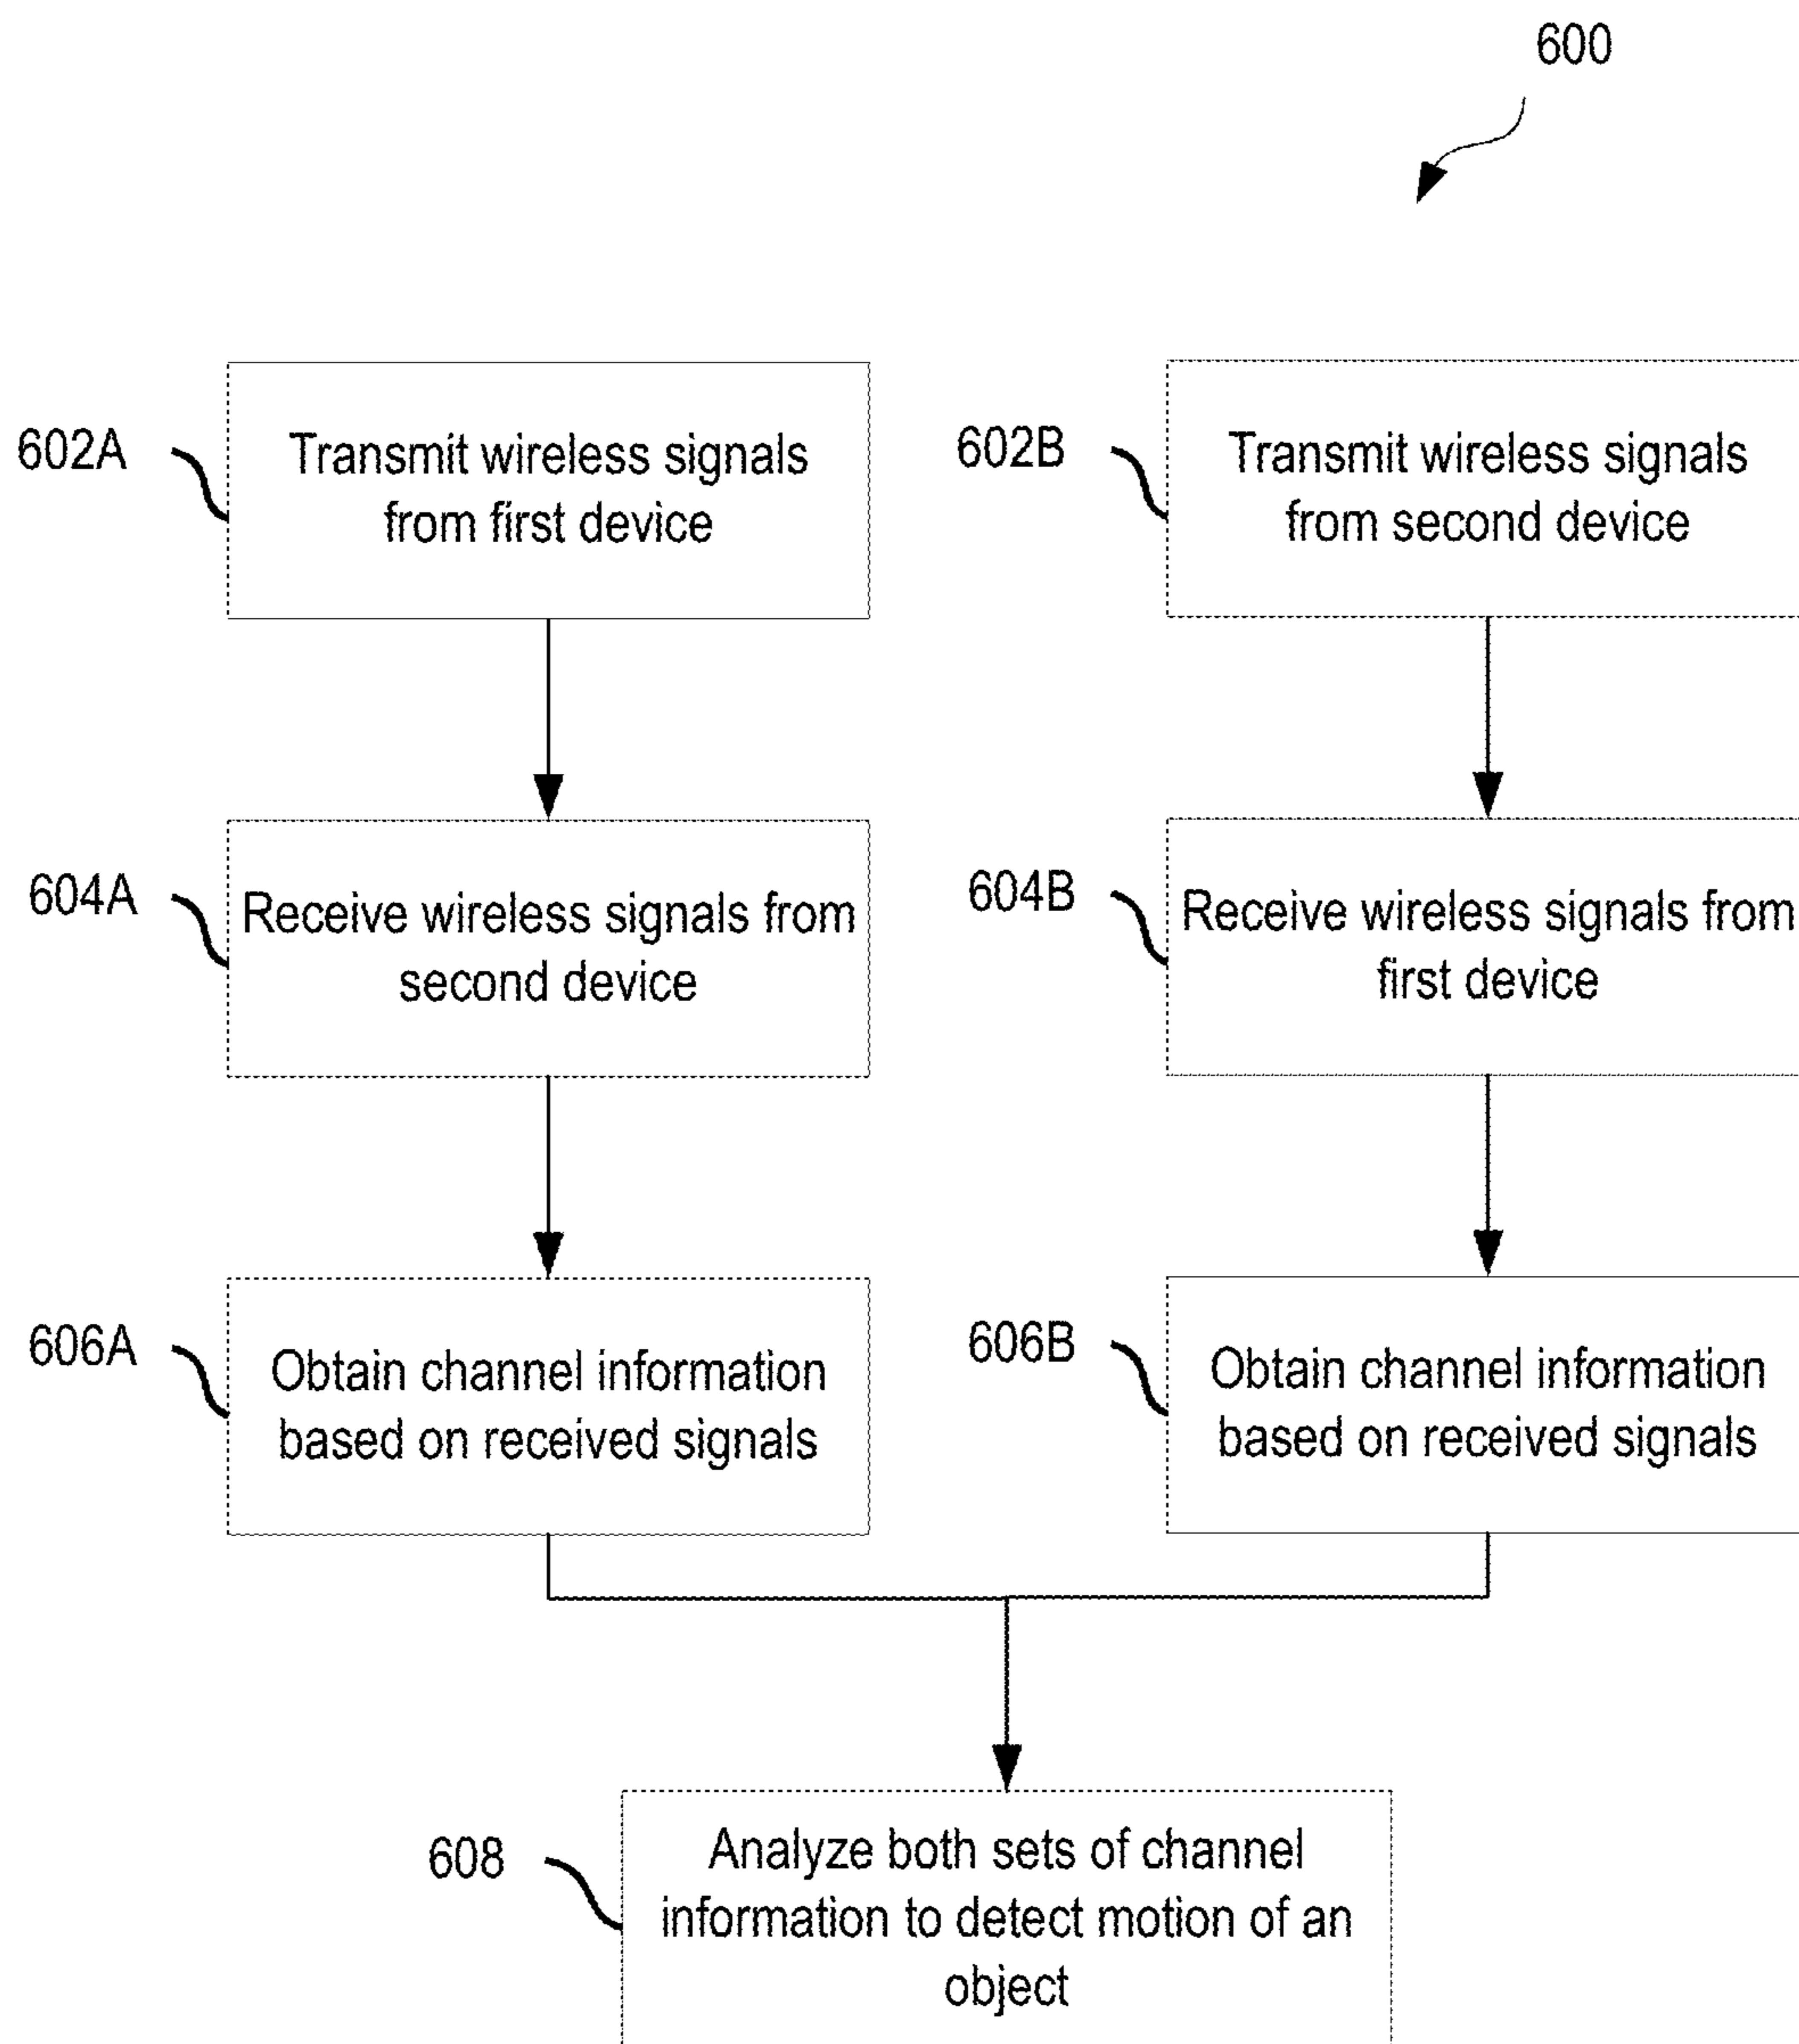 600
602A
Transmit wireless signals
from first device
602B
Transmit wireless signals
from second device
604A
Receive wireless signals from
second device
604B
Receive wireless signals from
first device
606A
Obtain channel information
based on received signals
606B
Obtain channel information
based on received signals
608
Analyze both sets of channel
information to detect motion of an
object